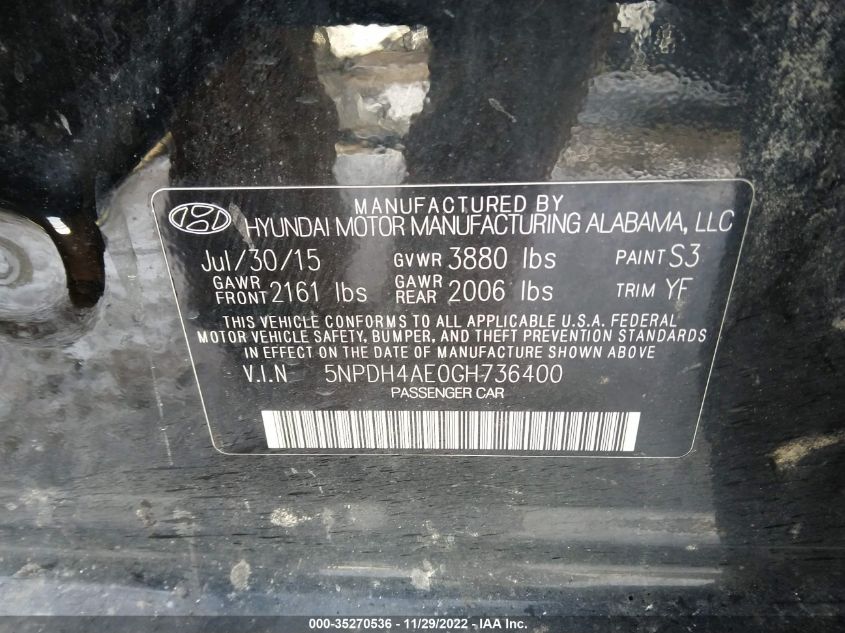 MANUFACTURED BY
HYUNDAI MOTOR MANUFACTURING ALABAMA, LLC
Jul/30/15 GVWR 3880 lbs PAINT S3
GAWR FRONT 2161 lbs GAWR REAR 2006 lbs TRIM YF
THIS VEHICLE CONFORMS TO ALL APPLICABLE U.S.A. FEDERAL
MOTOR VEHICLE SAFETY, BUMPER, AND THEFT PREVENTION STANDARDS
IN EFFECT ON THE DATE OF MANUFACTURE SHOWN ABOVE
V.I.N 5NPDH4AE0GH736400
PASSENGER CAR
000-35270536 - 11/29/2022 - IAA Inc.